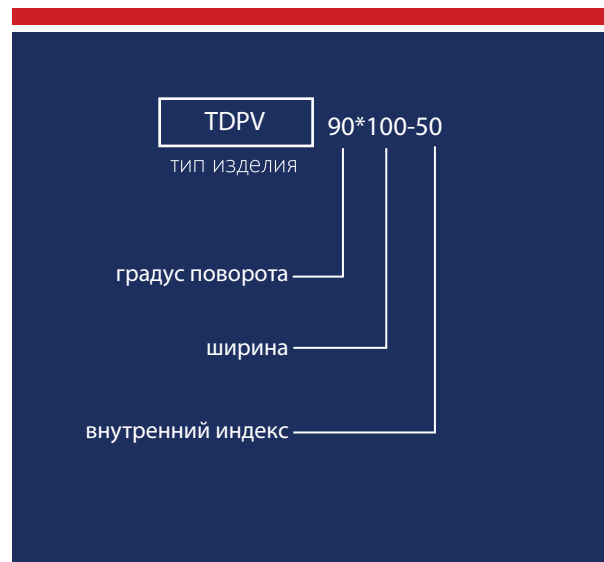 TDPV 90*100-50
тип изделия
градус поворота
ширина
внутренний индекс